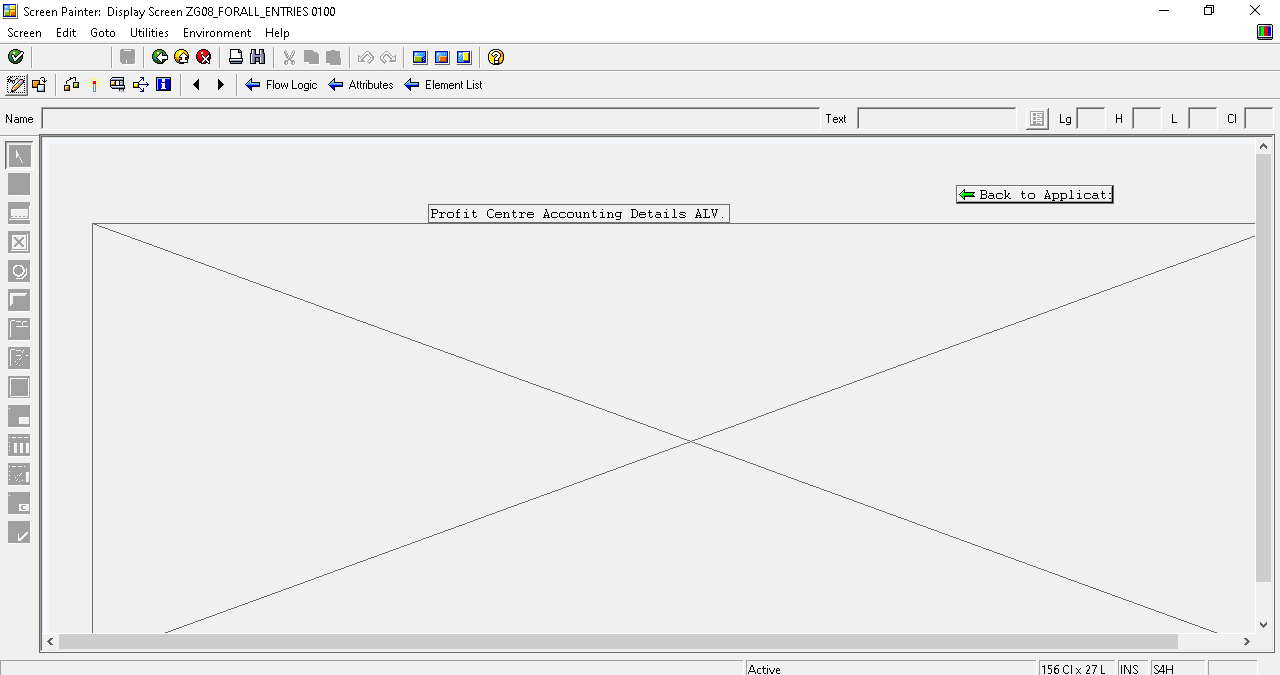 Screen Painter: Display Screen ZG08_FORALL_ENTRIES 0100
Screen Edit Goto Utilities Environment Help
Flow Logic Attributes Element List
Name Text Lg H L Cl
Back to Applicat
Profit Centre Accounting Details ALV.
Active 156 Cl x 27 L INS S4H